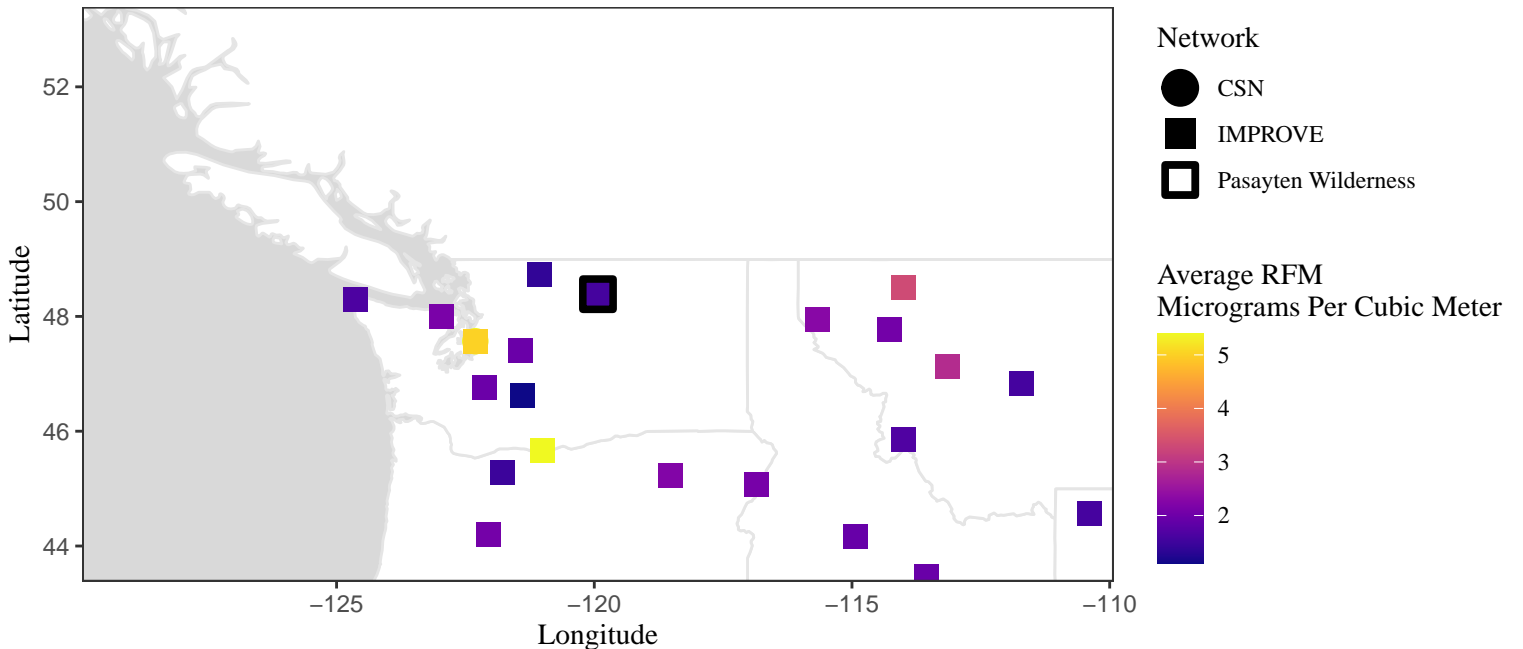 52
50
48
46
44
Latitude
−125
−120
−115
−110
Longitude
Network
CSN
IMPROVE
Pasayten Wilderness
Average RFM
Micrograms Per Cubic Meter
5
4
3
2